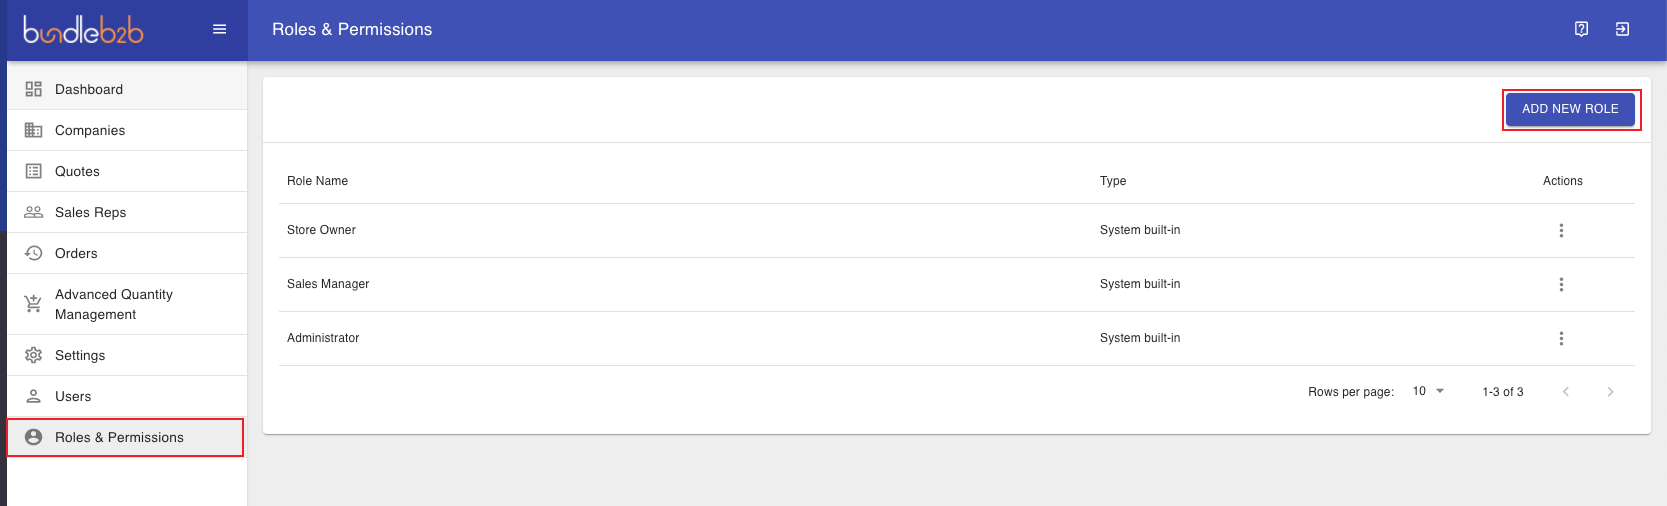 bundleb2b
Roles & Permissions
Dashboard
Companies
Quotes
Sales Reps
Orders
Advanced Quantity
Management
Settings
Users
Roles & Permissions
ADD NEW ROLE
Role Name Type Actions
Store Owner System built-in
Sales Manager System built-in
Administrator System built-in
Rows per page: 10 1-3 of 3